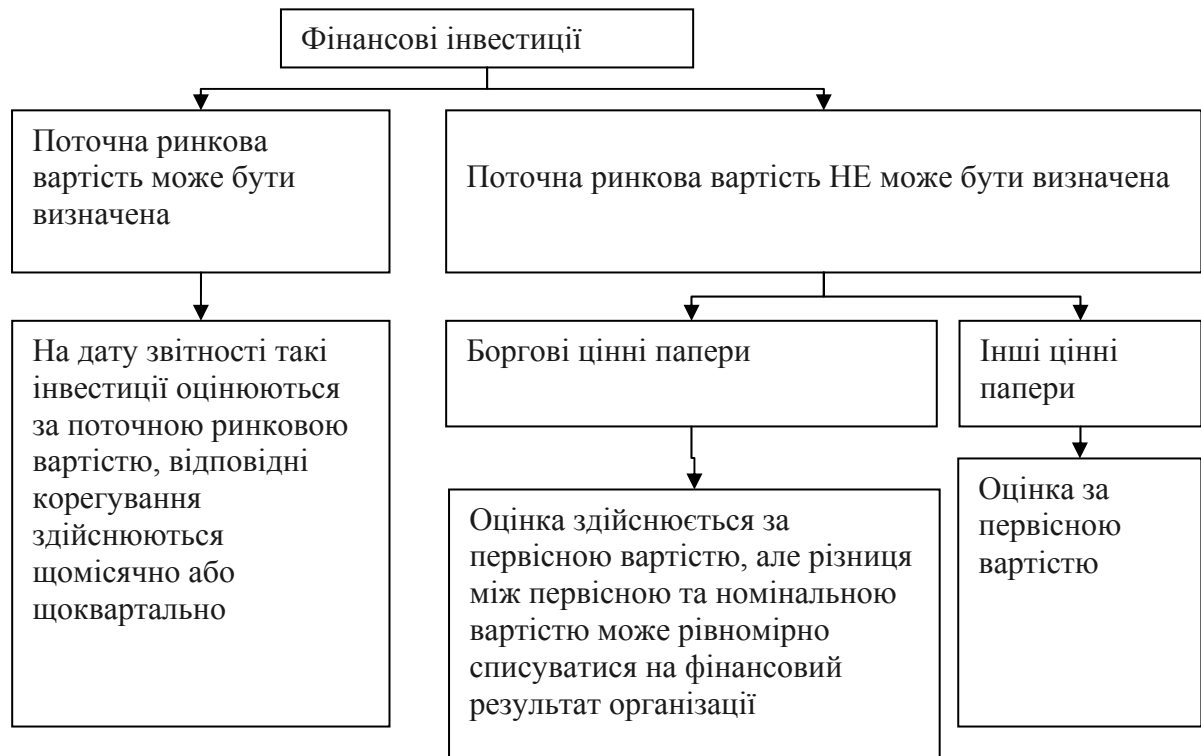 Фінансові інвестиції
Поточна ринкова
вартість може бути
визначена
Поточна ринкова вартість НЕ може бути визначена
На дату звітності такі
інвестиції оцінюються
за поточною ринковою
вартістю, відповідні
корегування
здійснюються
щомісячно або
щоквартально
Боргові цінні папери
Інші цінні
папери
Оцінка здійснюється за
первісною вартістю, але різниця
між первісною та номінальною
вартістю може рівномірно
списуватися на фінансовий
результат організації
Оцінка за
первісною
вартістю